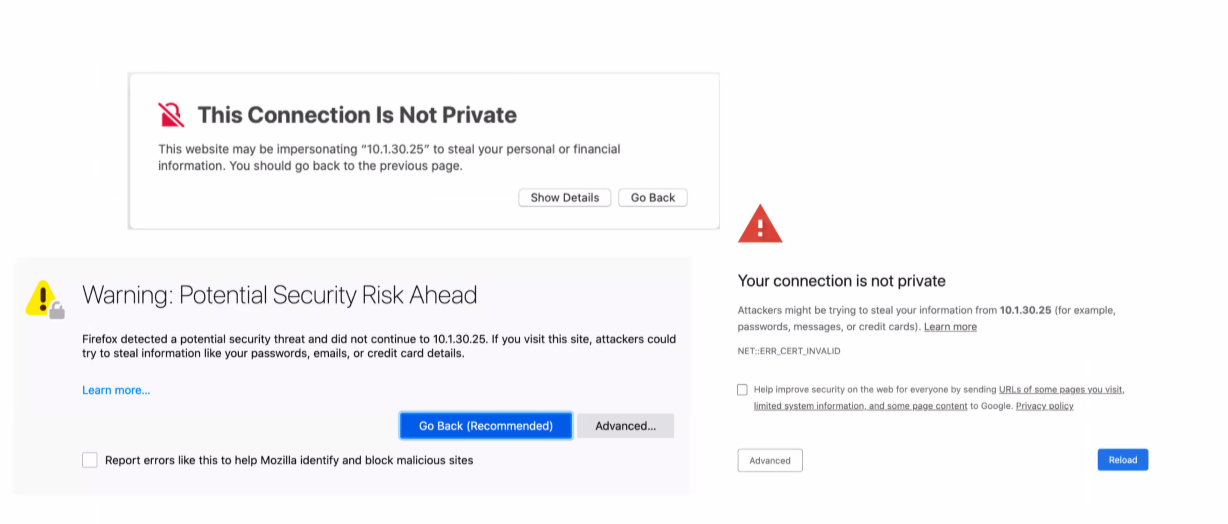 This Connection Is Not Private
This website may be impersonating “10.1.30.25” to steal your personal or financial
information. You should go back to the previous page.
Show Details
Go Back
Warning: Potential Security Risk Ahead
Firefox detected a potential security threat and did not continue to 10.1.30.25. If you visit this site, attackers could
try to steal information like your passwords, emails, or credit card details.
Learn more...
Go Back (Recommended)
Advanced...
Report errors like this to help Mozilla identify and block malicious sites
Your connection is not private
Attackers might be trying to steal your information from 10.1.30.25 (for example,
passwords, messages, or credit cards). Learn more
NET::ERR_CERT_INVALID
Help improve security on the web for everyone by sending URLs of some pages you visit,
limited system information, and some page content to Google. Privacy policy
Advanced
Reload